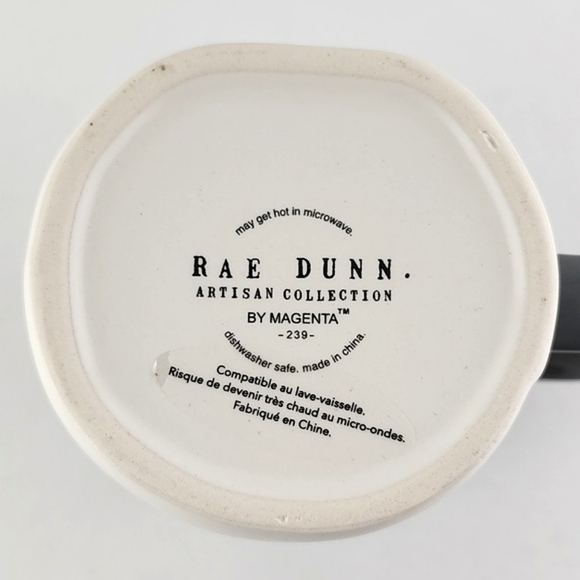 may get hot in microwave.
RAE DUNN.
ARTISAN COLLECTION
BY MAGENTA™
-239-
dishwasher safe. made in china.
Compatible au lave-vaisselle.
Risque de devenir très chaud au micro-ondes.
Fabriqué en Chine.